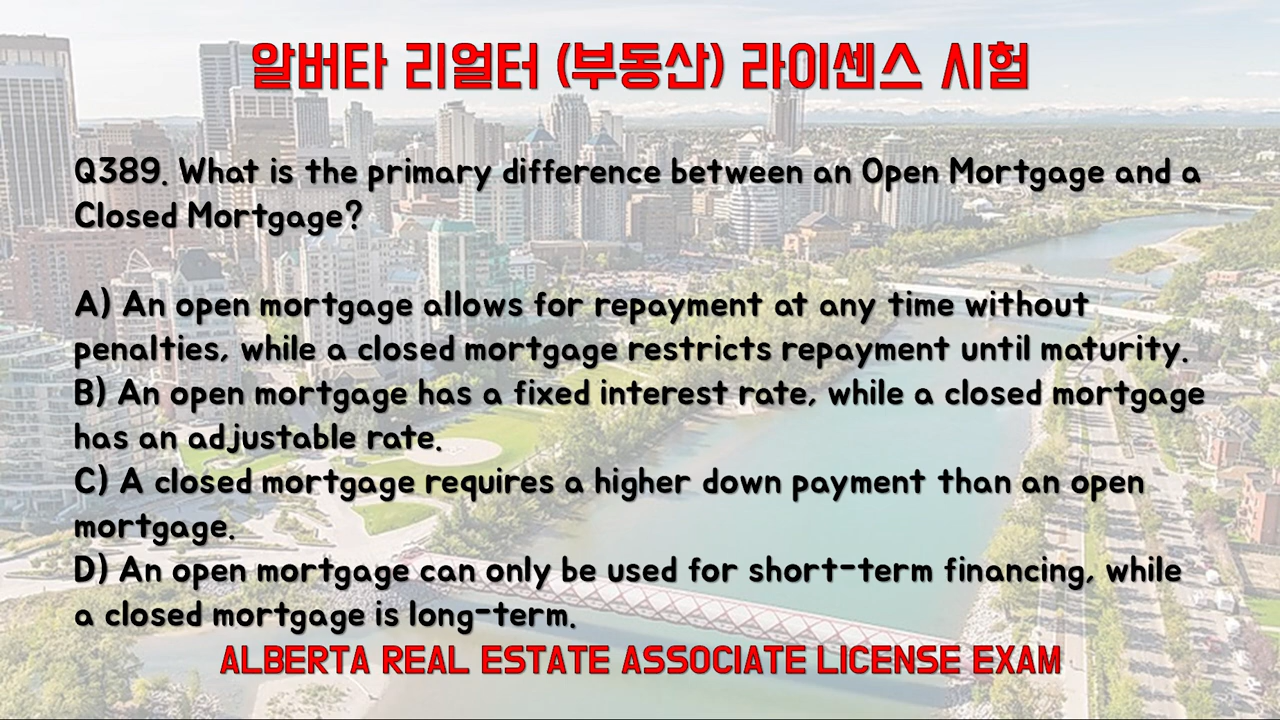 알버타 리얼터 (부동산) 라이센스 시험
Q389. What is the primary difference between an Open Mortgage and a
Closed Mortgage?
A) An open mortgage allows for repayment at any time without
penalties, while a closed mortgage restricts repayment until maturity.
B) An open mortgage has a fixed interest rate, while a closed mortgage
has an adjustable rate.
C) A closed mortgage requires a higher down payment than an open
mortgage.
D) An open mortgage can only be used for short-term financing, while
a closed mortgage is long-term.
ALBERTA REAL ESTATE ASSOCIATE LICENSE EXAM